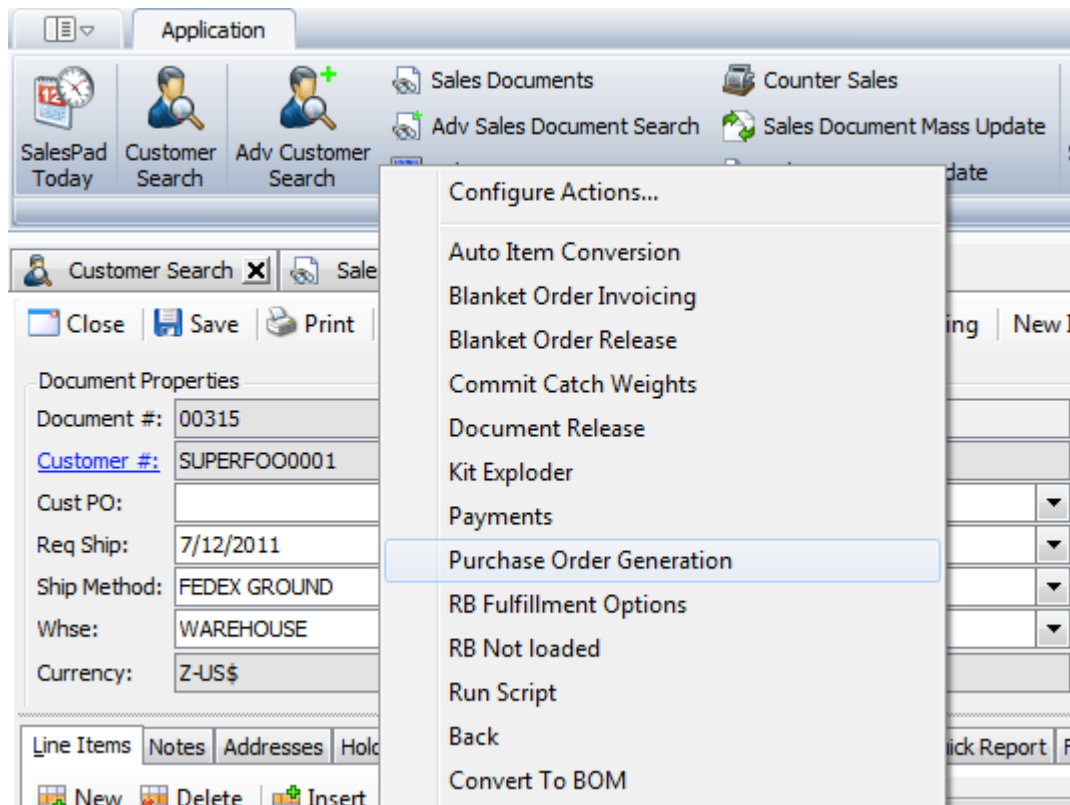 Application
SalesPad Today
Customer Search
Adv Customer Search
Sales Documents
Adv Sales Document Search
Counter Sales
Sales Document Mass Update
Configure Actions...
Auto Item Conversion
Blanket Order Invoicing
Blanket Order Release
Commit Catch Weights
Document Release
Kit Exploder
Payments
Purchase Order Generation
RB Fulfillment Options
RB Not loaded
Run Script
Back
Convert To BOM
Customer Search
Sale
Close Save Print
ing New
Document Properties
Document #: 00315
Customer #: SUPERFOO0001
Cust PO:
Req Ship: 7/12/2011
Ship Method: FEDEX GROUND
Whse: WAREHOUSE
Currency: Z-US$
Line Items Notes Addresses Hold
ick Report
New Delete Insert